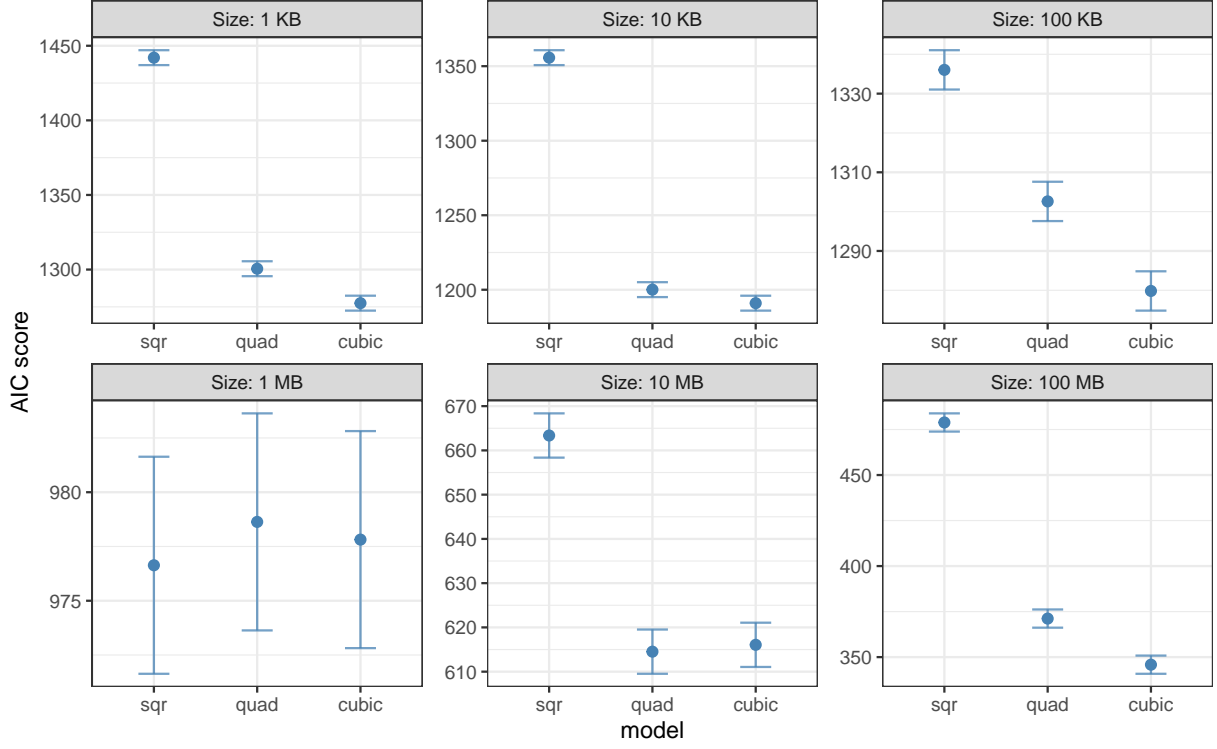 Size: 1 KB
Size: 10 KB
Size: 100 KB
1450
1400
1350
1300
1350
1300
1250
1200
1330
1310
1290
sqr quad cubic
sqr quad cubic
sqr quad cubic
AIC score
Size: 1 MB
Size: 10 MB
Size: 100 MB
980
975
670
660
650
640
630
620
610
450
400
350
sqr quad cubic
sqr quad cubic
sqr quad cubic
model